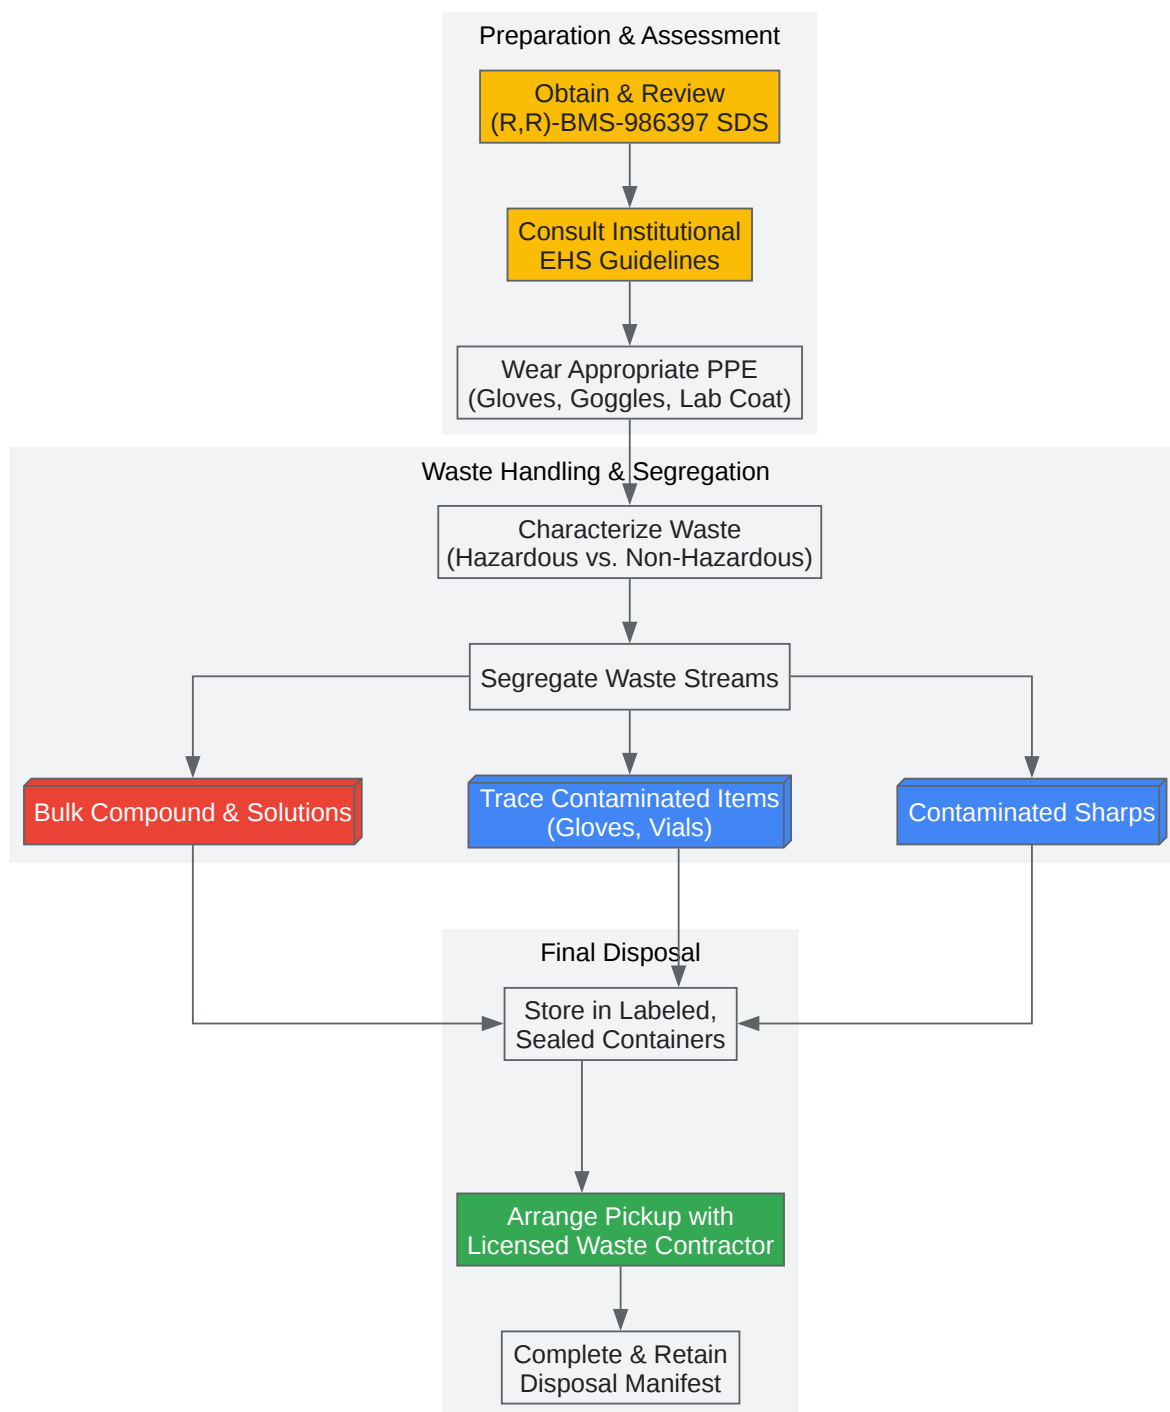 Preparation & Assessment
Obtain & Review
(R,R)-BMS-986397 SDS
Consult Institutional
EHS Guidelines
Wear Appropriate PPE
(Gloves, Goggles, Lab Coat)
Waste Handling & Segregation
Characterize Waste
(Hazardous vs. Non-Hazardous)
Segregate Waste Streams
Bulk Compound & Solutions
Trace Contaminated Items
(Gloves, Vials)
Contaminated Sharps
Final Disposal
Store in Labeled,
Sealed Containers
Arrange Pickup with
Licensed Waste Contractor
Complete & Retain
Disposal Manifest